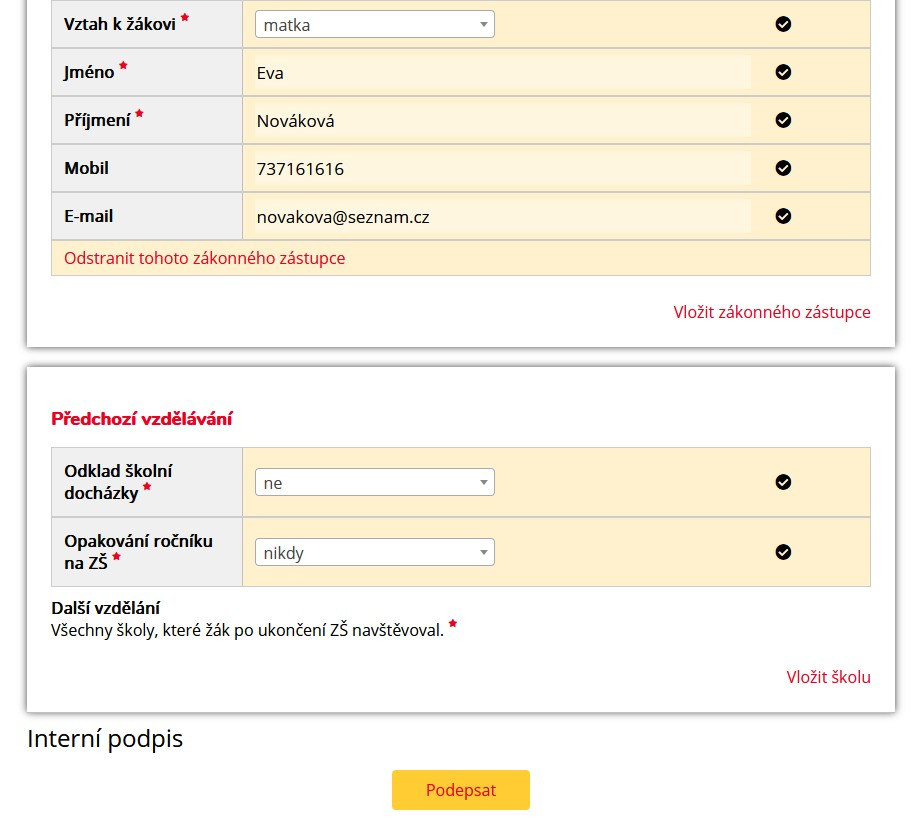 Vztah k žákovi *
matka
Jméno *
Eva
Příjmení *
Nováková
Mobil
737161616
E-mail
novakova@seznam.cz
Odstranit tohoto zákonného zástupce
Vložit zákonného zástupce
Předchozí vzdělávání
Odklad školní
docházky *
ne
Opakování ročníku
na ZŠ *
nikdy
Další vzdělání
Všechny školy, které žák po ukončení ZŠ navštěvoval. *
Vložit školu
Interní podpis
Podepsat